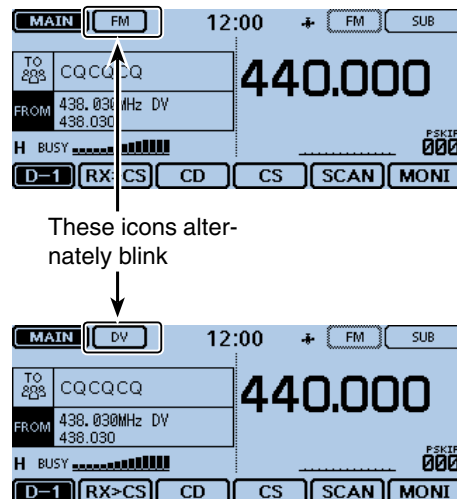 MAIN FM 12:00 FM SUB
TO CQCQCQ 440.000
FROM 438.030MHz DV
438.030
H BUSY PSKIP 000
D-1 RX>CS CD CS SCAN MONI
These icons alter-
nately blink
MAIN DV 12:00 FM SUB
TO CQCQCQ 440.000
FROM 438.030MHz DV
438.030
H BUSY PSKIP 000
D-1 RX>CS CD CS SCAN MONI